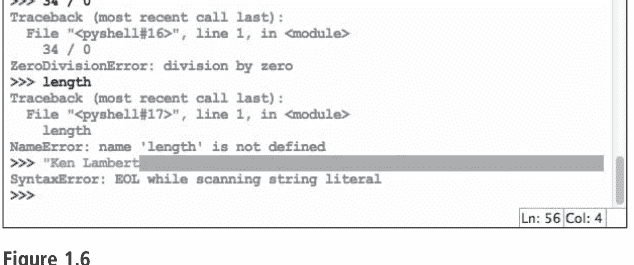 >>> 34 / 0
Traceback (most recent call last):
  File "<pyshell#16>", line 1, in <module>
    34 / 0
ZeroDivisionError: division by zero
>>> length
Traceback (most recent call last):
  File "<pyshell#17>", line 1, in <module>
    length
NameError: name 'length' is not defined
>>> "Ken Lambert
SyntaxError: EOL while scanning string literal
>>>
Ln: 56 Col: 4
Figure 1.6